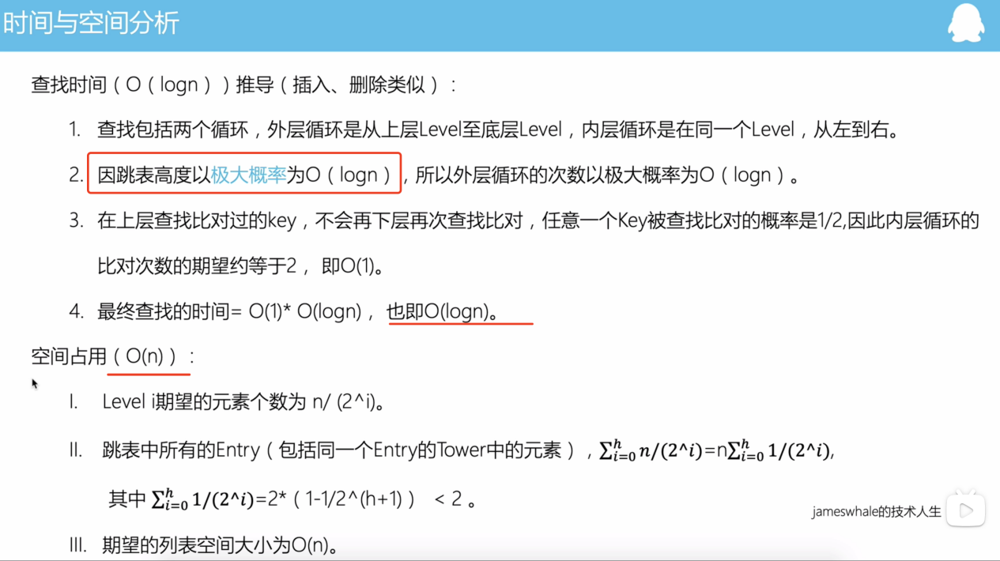 时间与空间分析
查找时间（O（logn））推导（插入、删除类似）:
1. 查找包括两个循环，外层循环是从上层Level至底层Level，内层循环是在同一个Level，从左到右。
2. 因跳表高度以极大概率为O（logn），所以外层循环的次数以极大概率为O（logn）。
3. 在上层查找比对过的key，不会再下层再次查找比对，任意一个Key被查找比对的概率是1/2,因此内层循环的
比对次数的期望约等于2， 即O(1)。
4. 最终查找的时间= O(1)* O(logn)， 也即O(logn)。
空间占用（O(n)）:
I. Level i期望的元素个数为 n/ (2^i)。
II. 跳表中所有的Entry（包括同一个Entry的Tower中的元素），∑_{i=0}^{h} n/(2^i)=n∑_{i=0}^{h} 1/(2^i),
其中 ∑_{i=0}^{h} 1/(2^i)=2*（1-1/2^(h+1)） < 2 。
jameswhale的技术人生
III. 期望的列表空间大小为O(n)。